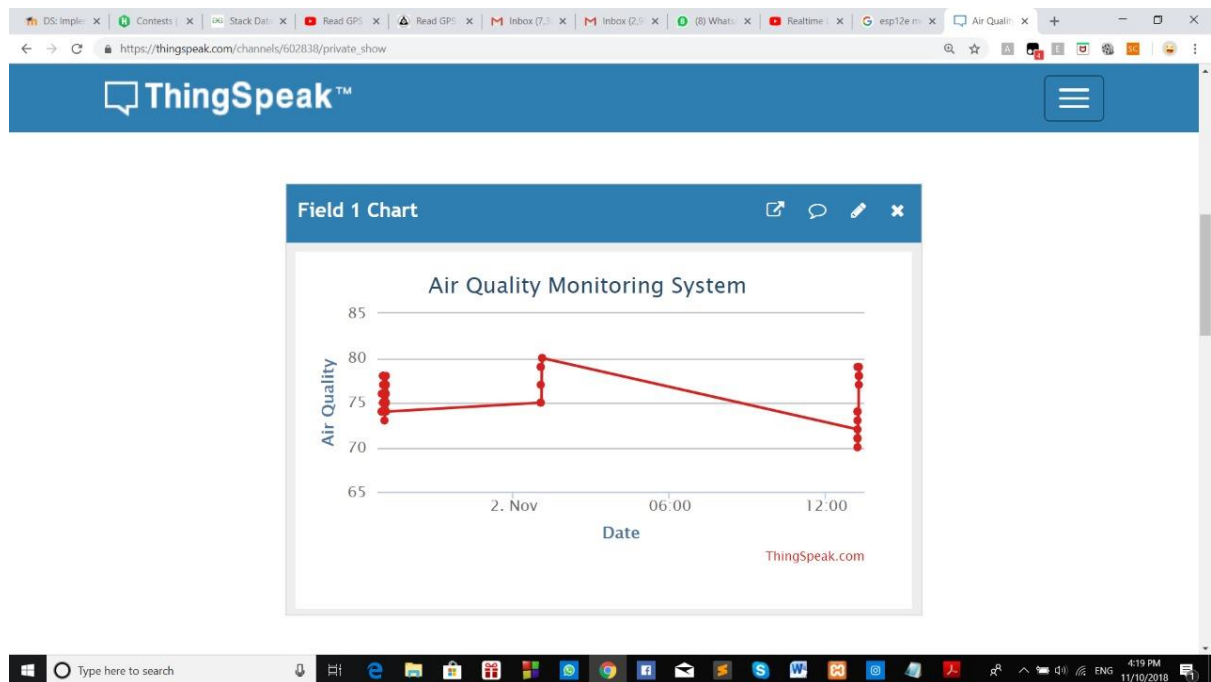 DS: Implem
Contests |
Stack Data
Read GPS
Read GPS
M Inbox (7,3
M Inbox (2,9
(8) Whats
Realtime |
esp12e m
Air Quality
https://thingspeak.com/channels/602838/private_show
ThingSpeak™
Field 1 Chart
Air Quality Monitoring System
85
80
75
70
65
Air Quality
2. Nov 06:00 12:00
Date
ThingSpeak.com
Type here to search
ENG
4:19 PM
11/10/2018